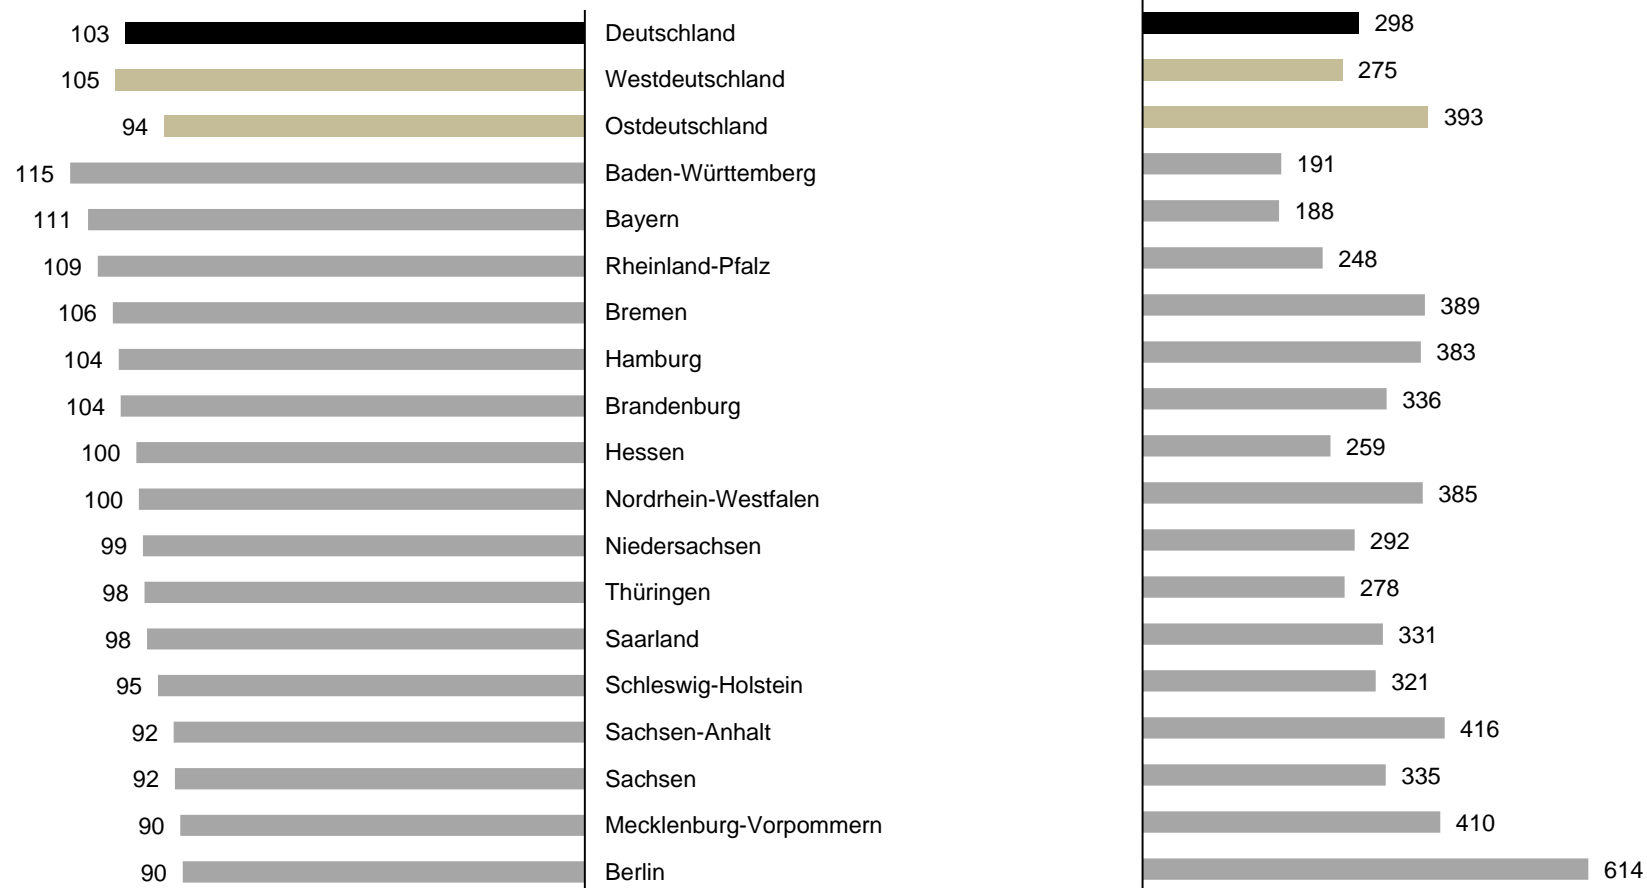 103 Deutschland 298
105 Westdeutschland 275
94 Ostdeutschland 393
115 Baden-Württemberg 191
111 Bayern 188
109 Rheinland-Pfalz 248
106 Bremen 389
104 Hamburg 383
104 Brandenburg 336
100 Hessen 259
100 Nordrhein-Westfalen 385
99 Niedersachsen 292
98 Thüringen 278
98 Saarland 331
95 Schleswig-Holstein 321
92 Sachsen-Anhalt 416
92 Sachsen 335
90 Mecklenburg-Vorpommern 410
90 Berlin 614